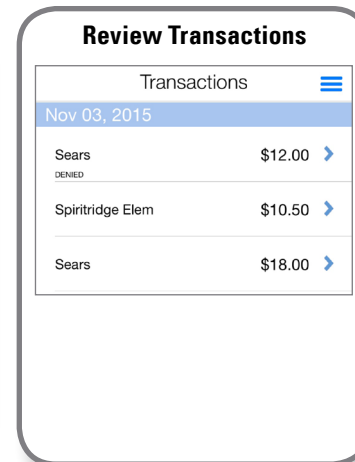 Review Transactions
Transactions
Nov 03, 2015
Sears $12.00
DENIED
Spiritridge Elem $10.50
Sears $18.00